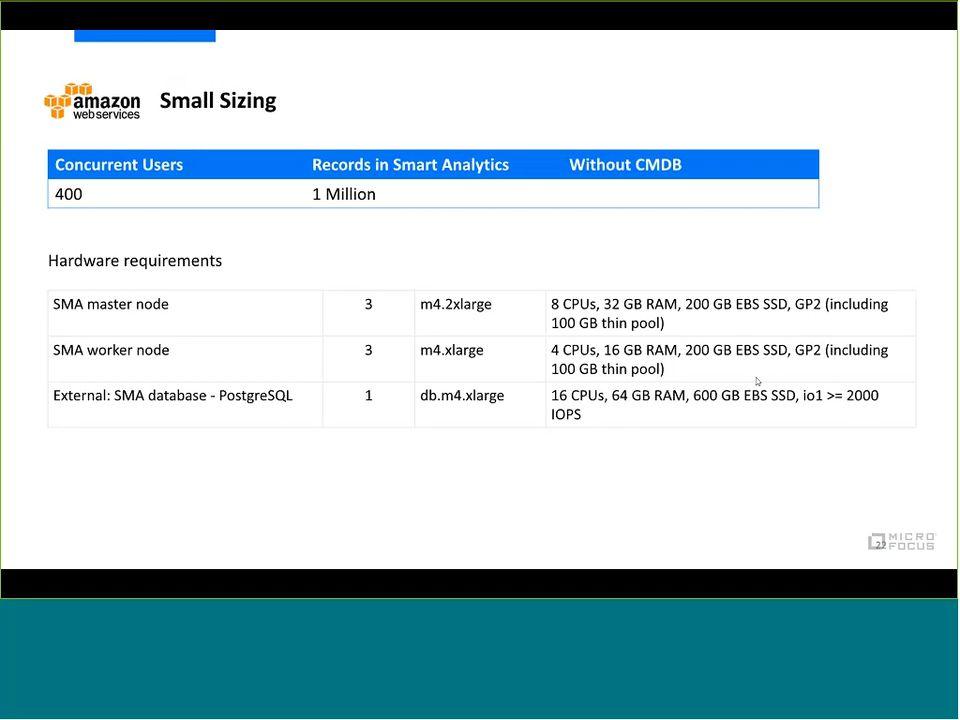 amazon
webservices
Small Sizing
Concurrent Users Records in Smart Analytics Without CMDB
400 1 Million
Hardware requirements
SMA master node 3 m4.2xlarge 8 CPUs, 32 GB RAM, 200 GB EBS SSD, GP2 (including
100 GB thin pool)
SMA worker node 3 m4.xlarge 4 CPUs, 16 GB RAM, 200 GB EBS SSD, GP2 (including
100 GB thin pool)
External: SMA database - PostgreSQL 1 db.m4.xlarge 16 CPUs, 64 GB RAM, 600 GB EBS SSD, io1 >= 2000
IOPS
22
MICRO
FOCUS